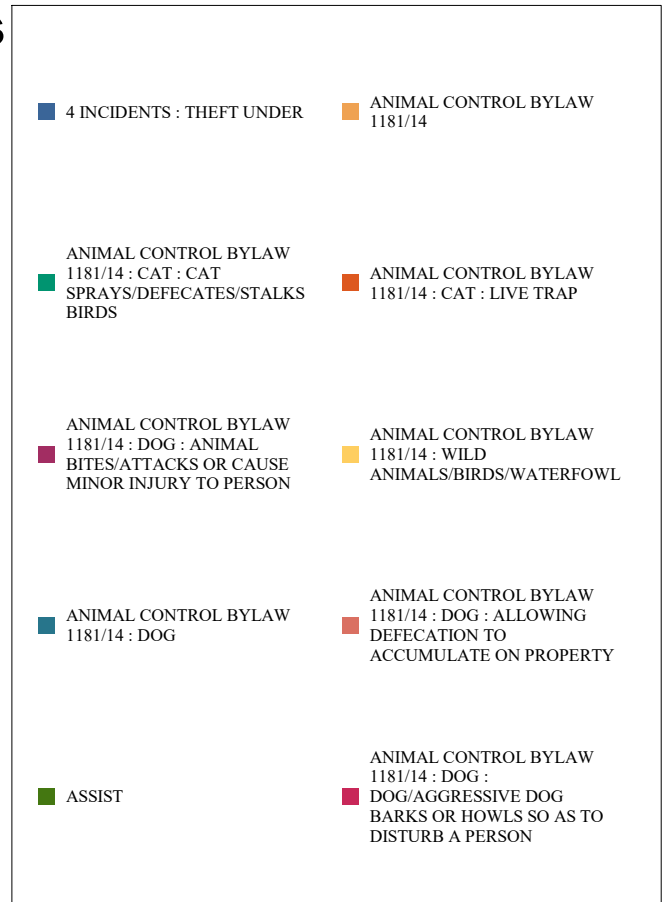 S
4 INCIDENTS : THEFT UNDER
ANIMAL CONTROL BYLAW
1181/14
ANIMAL CONTROL BYLAW
1181/14 : CAT : CAT
SPRAYS/DEFECATES/STALKS
BIRDS
ANIMAL CONTROL BYLAW
1181/14 : CAT : LIVE TRAP
ANIMAL CONTROL BYLAW
1181/14 : DOG : ANIMAL
BITES/ATTACKS OR CAUSE
MINOR INJURY TO PERSON
ANIMAL CONTROL BYLAW
1181/14 : WILD
ANIMALS/BIRDS/WATERFOWL
ANIMAL CONTROL BYLAW
1181/14 : DOG
ANIMAL CONTROL BYLAW
1181/14 : DOG : ALLOWING
DEFECATION TO
ACCUMULATE ON PROPERTY
ASSIST
ANIMAL CONTROL BYLAW
1181/14 : DOG :
DOG/AGGRESSIVE DOG
BARKS OR HOWLS SO AS TO
DISTURB A PERSON